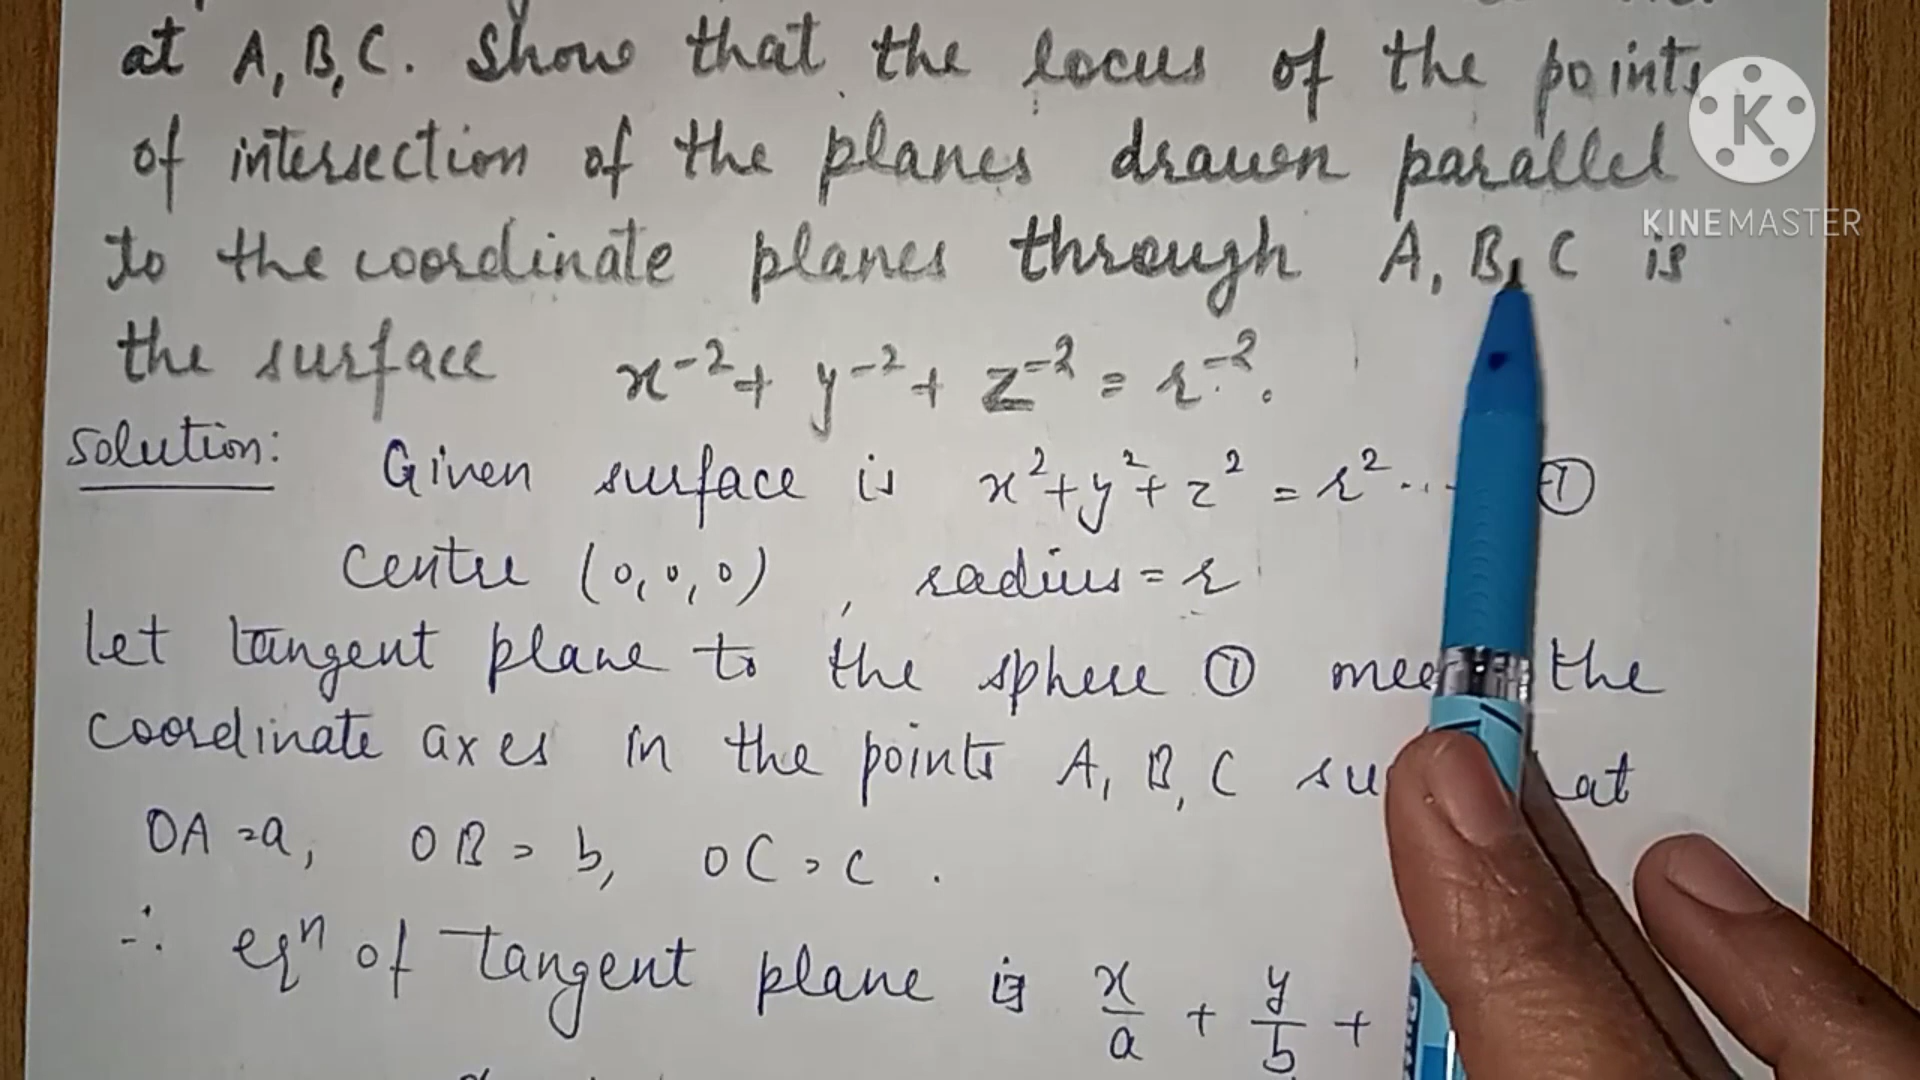 at A, B, C. Show that the locus of the points
of intersection of the planes drawn parallel
to the coordinate planes through A, B, C is
the surface x⁻² + y⁻² + z⁻² = r⁻².
K
KINEMASTER
Solution: Given surface is x² + y² + z² = r² ... ①
Centre (0, 0, 0), radius = r
let tangent plane to the sphere ① the
coordinate axes in the points A, B, C
OA = a, OB = b, OC = c.
∴ eqⁿ of tangent plane is x/a + y/b +